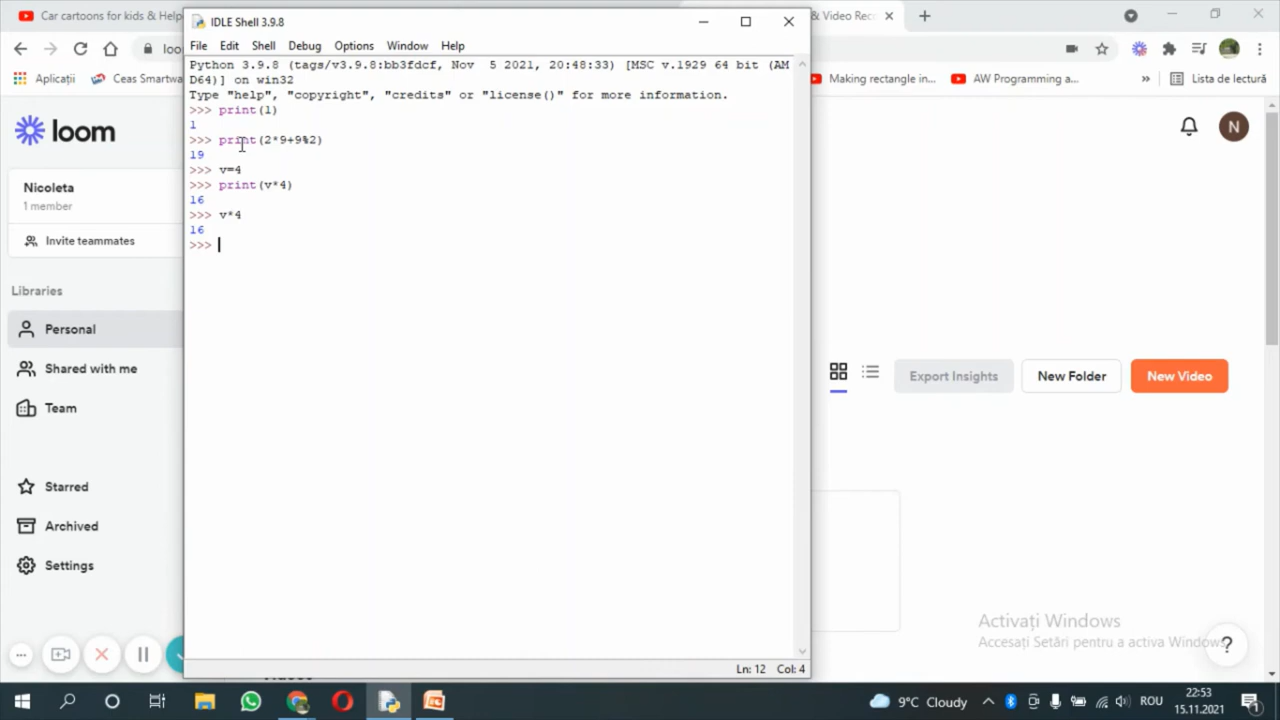 Car cartoons for kids & Help
IDLE Shell 3.9.8
& Video Rec
File Edit Shell Debug Options Window Help
Aplicații
Ceas Smartwa
Making rectangle in...
AW Programming a...
»
Lista de lectură
Python 3.9.8 (tags/v3.9.8:bb3fdcf, Nov  5 2021, 20:48:33) [MSC v.1929 64 bit (AM
D64)] on win32
Type "help", "copyright", "credits" or "license()" for more information.
>>> print(1)
1
>>> print(2*9+9%2)
19
>>> v=4
>>> print(v*4)
16
>>> v*4
16
>>>
loom
N
Nicoleta
1 member
Invite teammates
Libraries
Personal
Shared with me
Team
Starred
Archived
Settings
Export Insights
New Folder
New Video
Activați Windows
Accesați Setări pentru a activa Windows.
?
Ln: 12 Col: 4
9°C Cloudy
ROU
22:53
15.11.2021
1